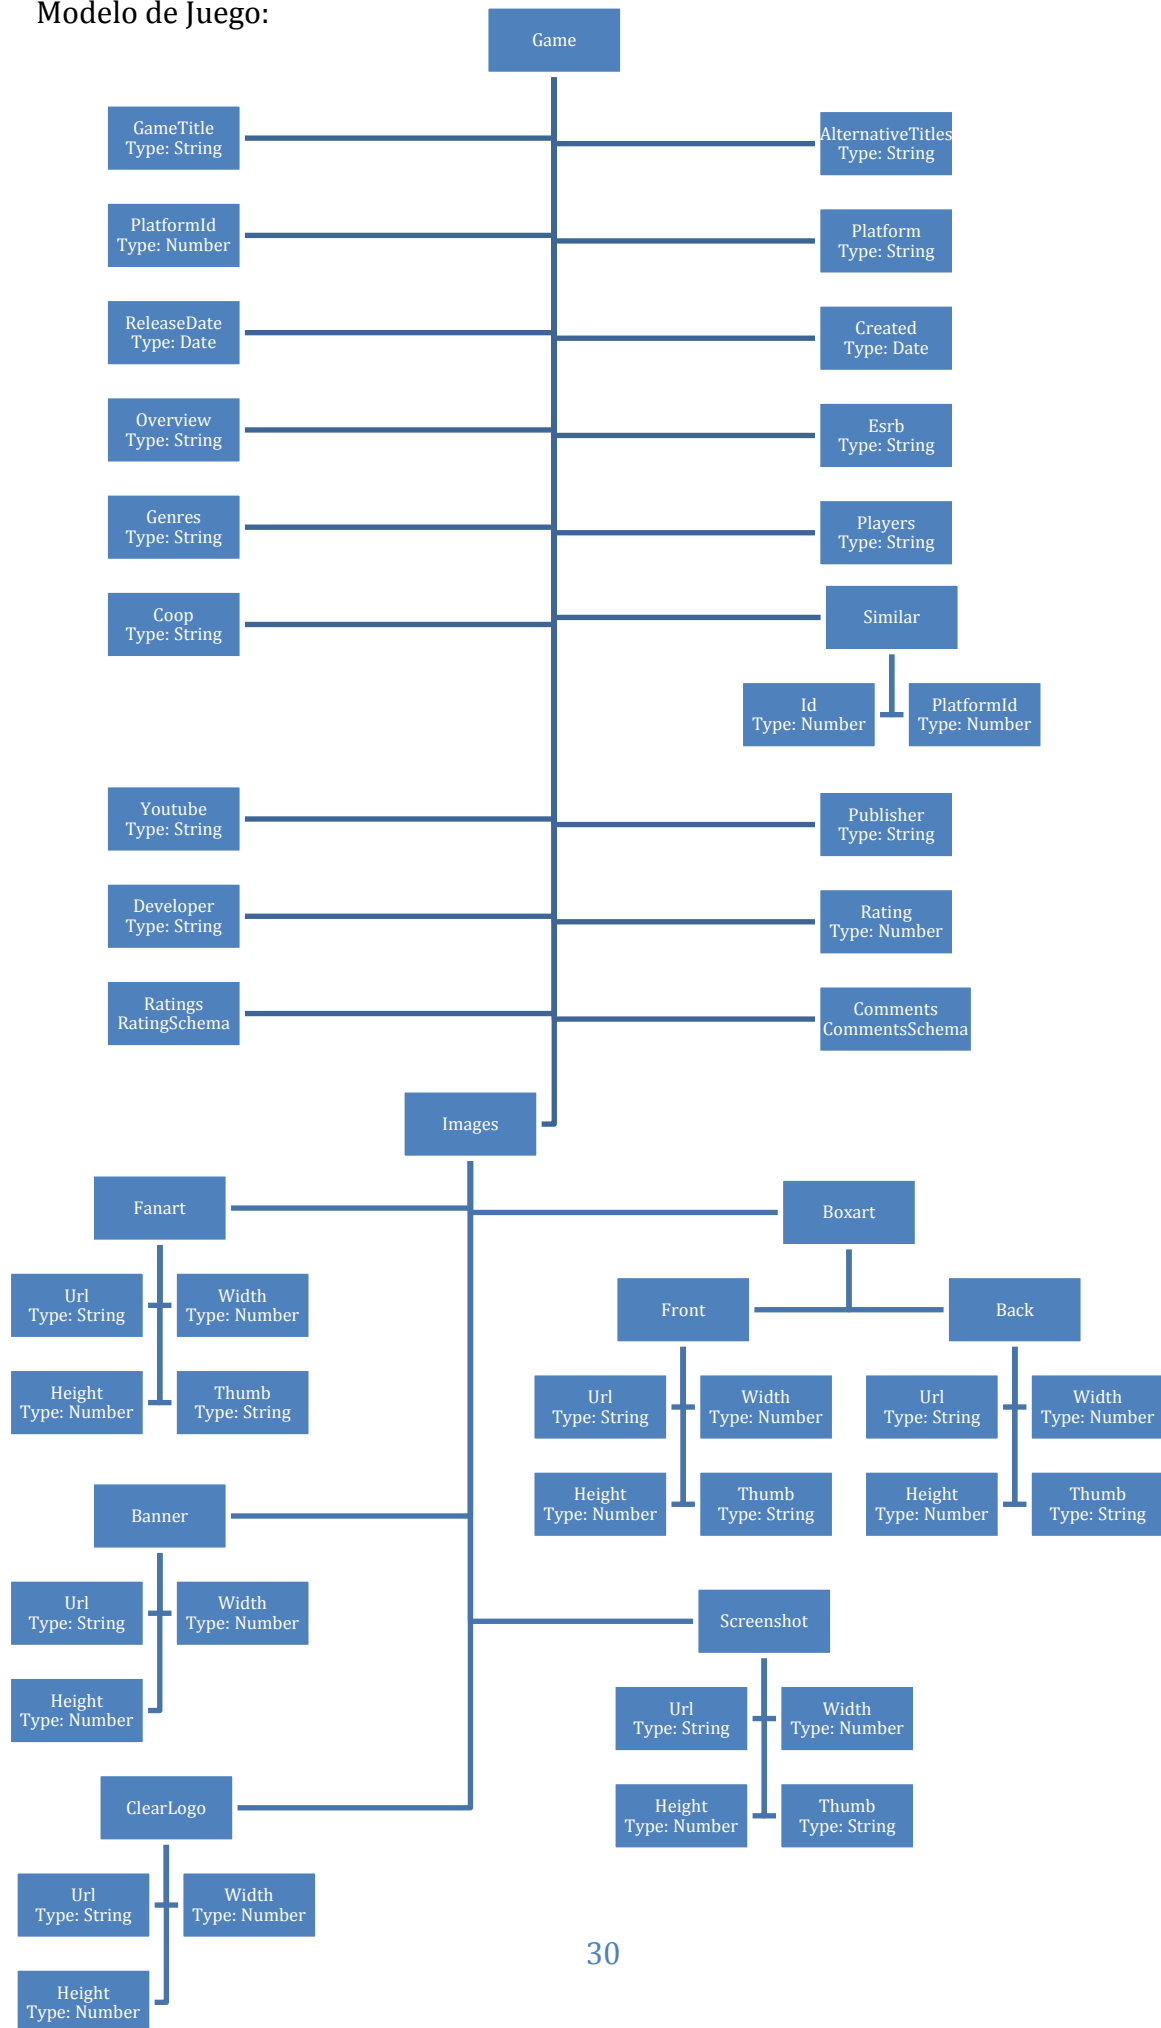 Modelo de Juego:
Game
GameTitle
Type: String
AlternativeTitles
Type: String
PlatformId
Type: Number
Platform
Type: String
ReleaseDate
Type: Date
Created
Type: Date
Overview
Type: String
Esrb
Type: String
Genres
Type: String
Players
Type: String
Coop
Type: String
Similar
Id
Type: Number
PlatformId
Type: Number
Youtube
Type: String
Publisher
Type: String
Developer
Type: String
Rating
Type: Number
Ratings
RatingSchema
Comments
CommentsSchema
Images
Fanart
Url
Type: String
Width
Type: Number
Height
Type: Number
Thumb
Type: String
Boxart
Front
Url
Type: String
Width
Type: Number
Height
Type: Number
Thumb
Type: String
Back
Url
Type: String
Width
Type: Number
Height
Type: Number
Thumb
Type: String
Banner
Url
Type: String
Width
Type: Number
Height
Type: Number
Screenshot
Url
Type: String
Width
Type: Number
Height
Type: Number
Thumb
Type: String
ClearLogo
Url
Type: String
Width
Type: Number
Height
Type: Number
30